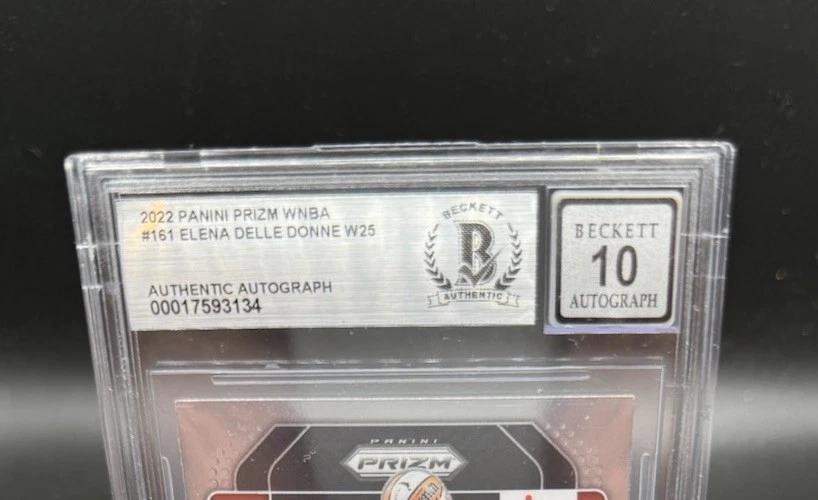 2022 PANINI PRIZM WNBA
#161 ELENA DELLE DONNE W25
AUTHENTIC AUTOGRAPH
00017593134
BECKETT
B
AUTHENTIC
BECKETT
10
AUTOGRAPH
PANINI
PRIZM